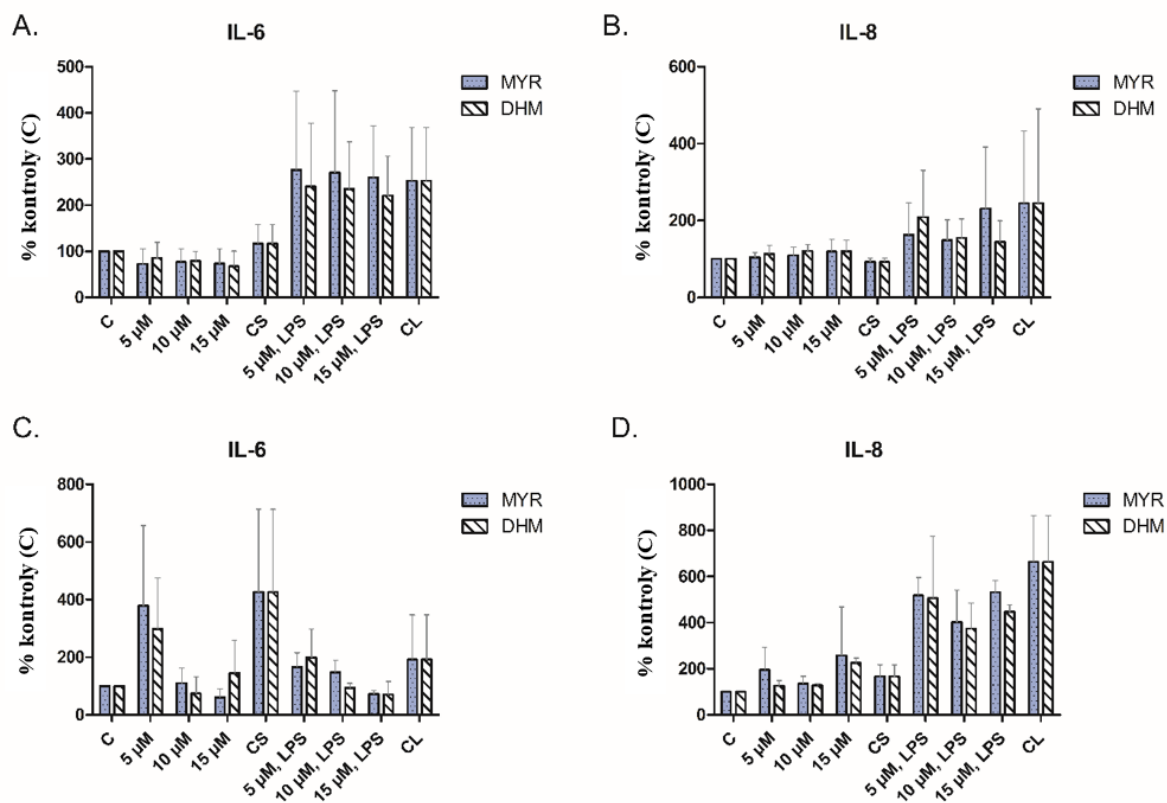 A.
IL-6
% kontroly (C)
500
400
300
200
100
0
C
5 µM
10 µM
15 µM
CS
5 µM, LPS
10 µM, LPS
15 µM, LPS
CL
MYR
DHM
B.
IL-8
% kontroly (C)
600
400
200
0
C
5 µM
10 µM
15 µM
CS
5 µM, LPS
10 µM, LPS
15 µM, LPS
CL
MYR
DHM
C.
IL-6
% kontroly (C)
800
600
400
200
0
C
5 µM
10 µM
15 µM
CS
5 µM, LPS
10 µM, LPS
15 µM, LPS
CL
MYR
DHM
D.
IL-8
% kontroly (C)
1000
800
600
400
200
0
C
5 µM
10 µM
15 µM
CS
5 µM, LPS
10 µM, LPS
15 µM, LPS
CL
MYR
DHM